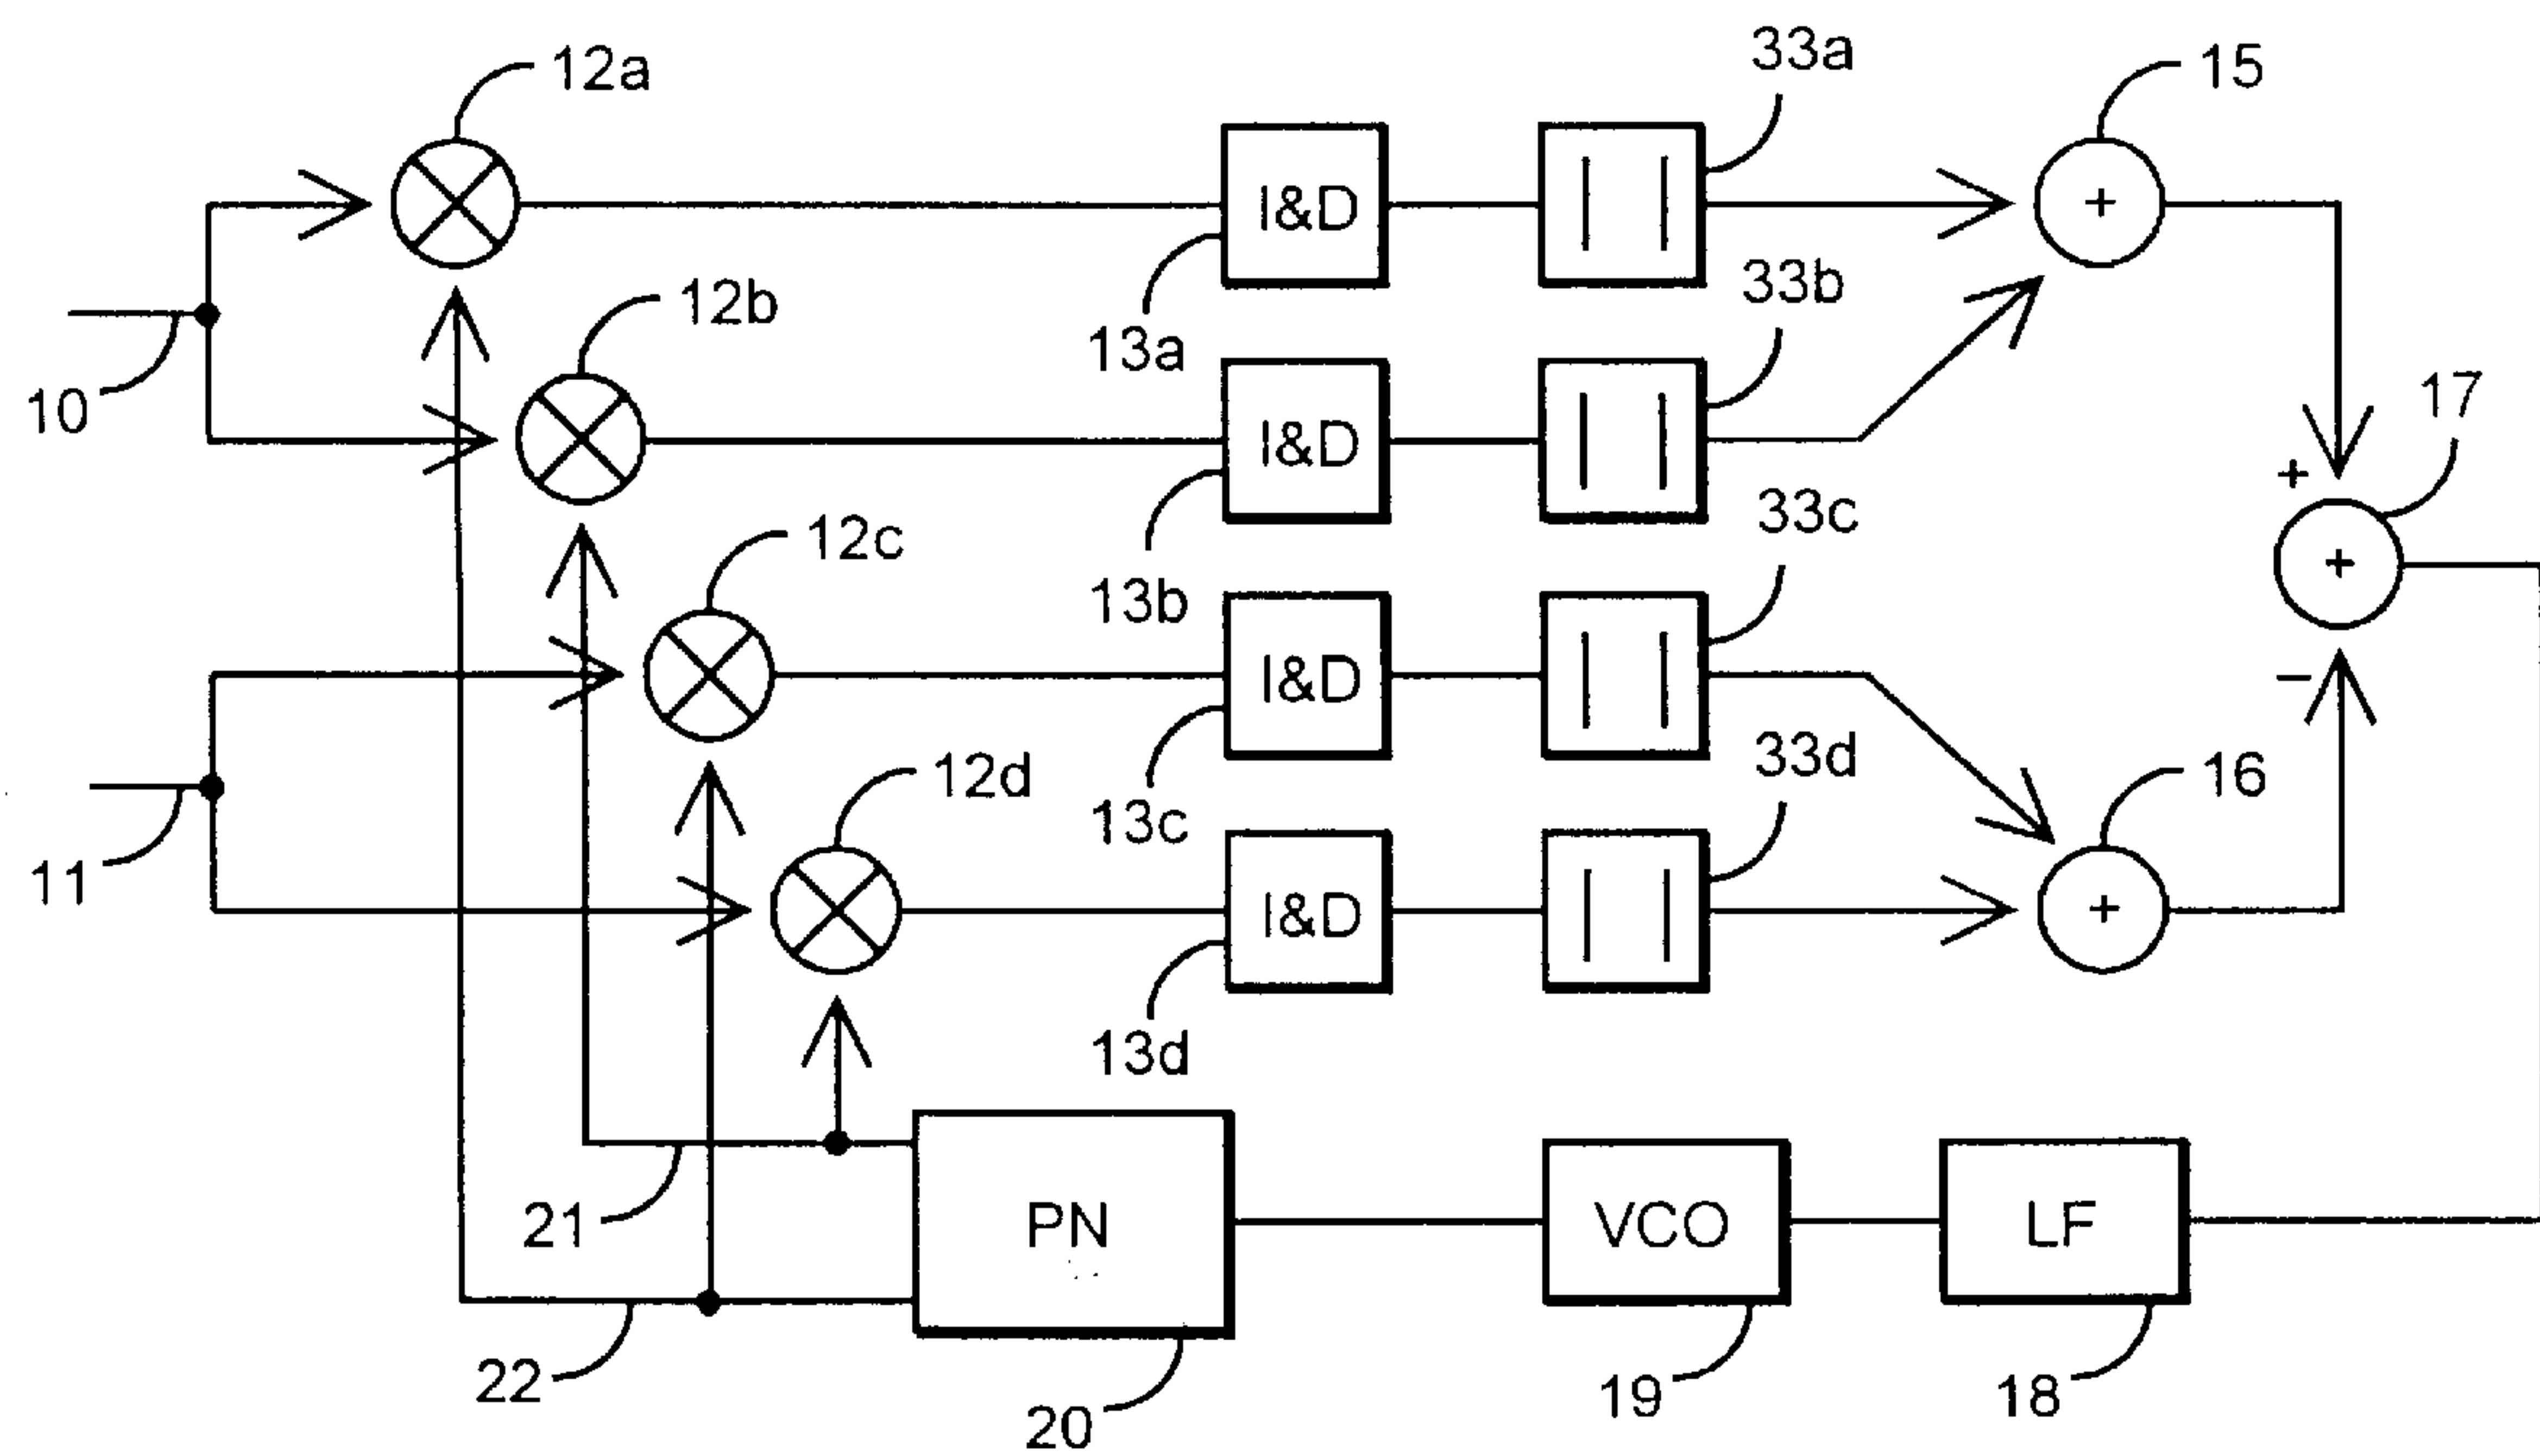 33a
12a
15
I&D
+
12b
33b
13a
10
17
I&D
+
33c
12c
13b
+
I&D
−
33d
12d
16
13c
11
I&D
+
13d
21
PN
VCO
LF
22
19
18
20